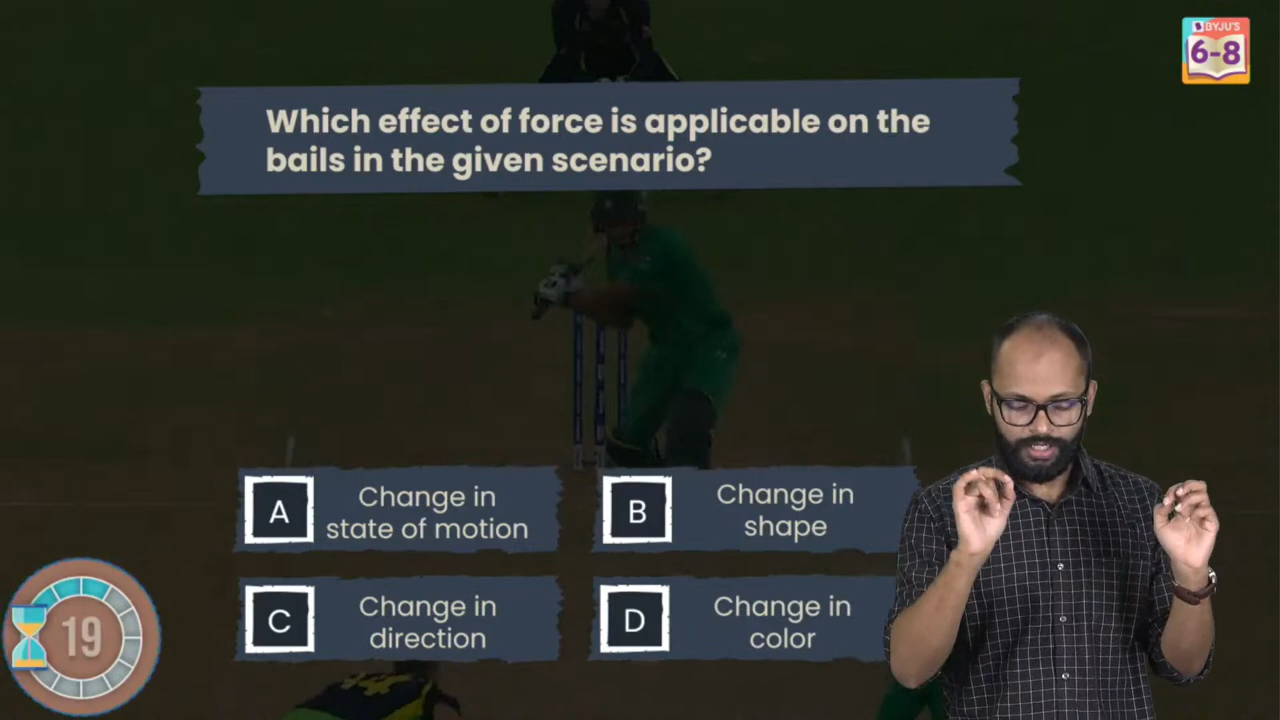 BYJU'S
6-8
Which effect of force is applicable on the
bails in the given scenario?
A
Change in
state of motion
B
Change in
shape
C
Change in
direction
D
Change in
color
19